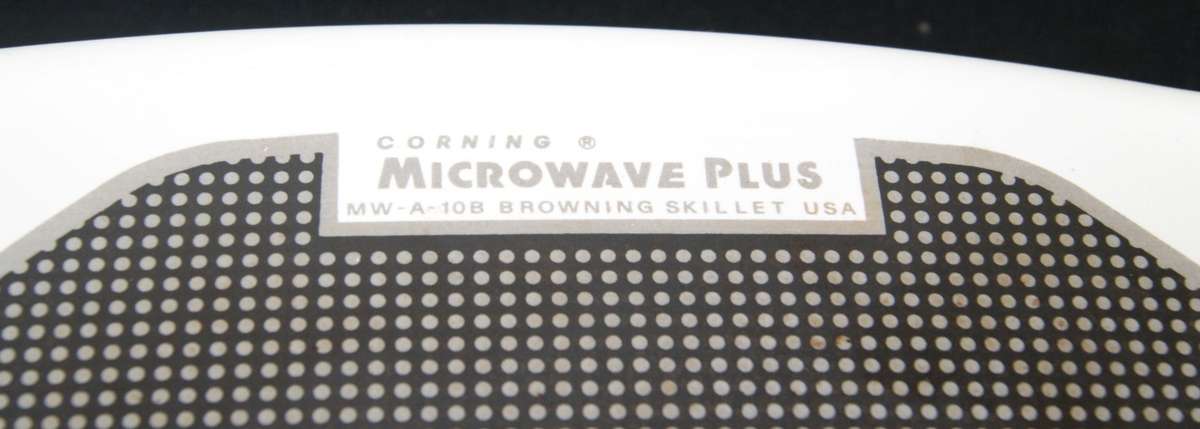 CORNING ®
MICROWAVE PLUS
MW-A-10B BROWNING SKILLET USA